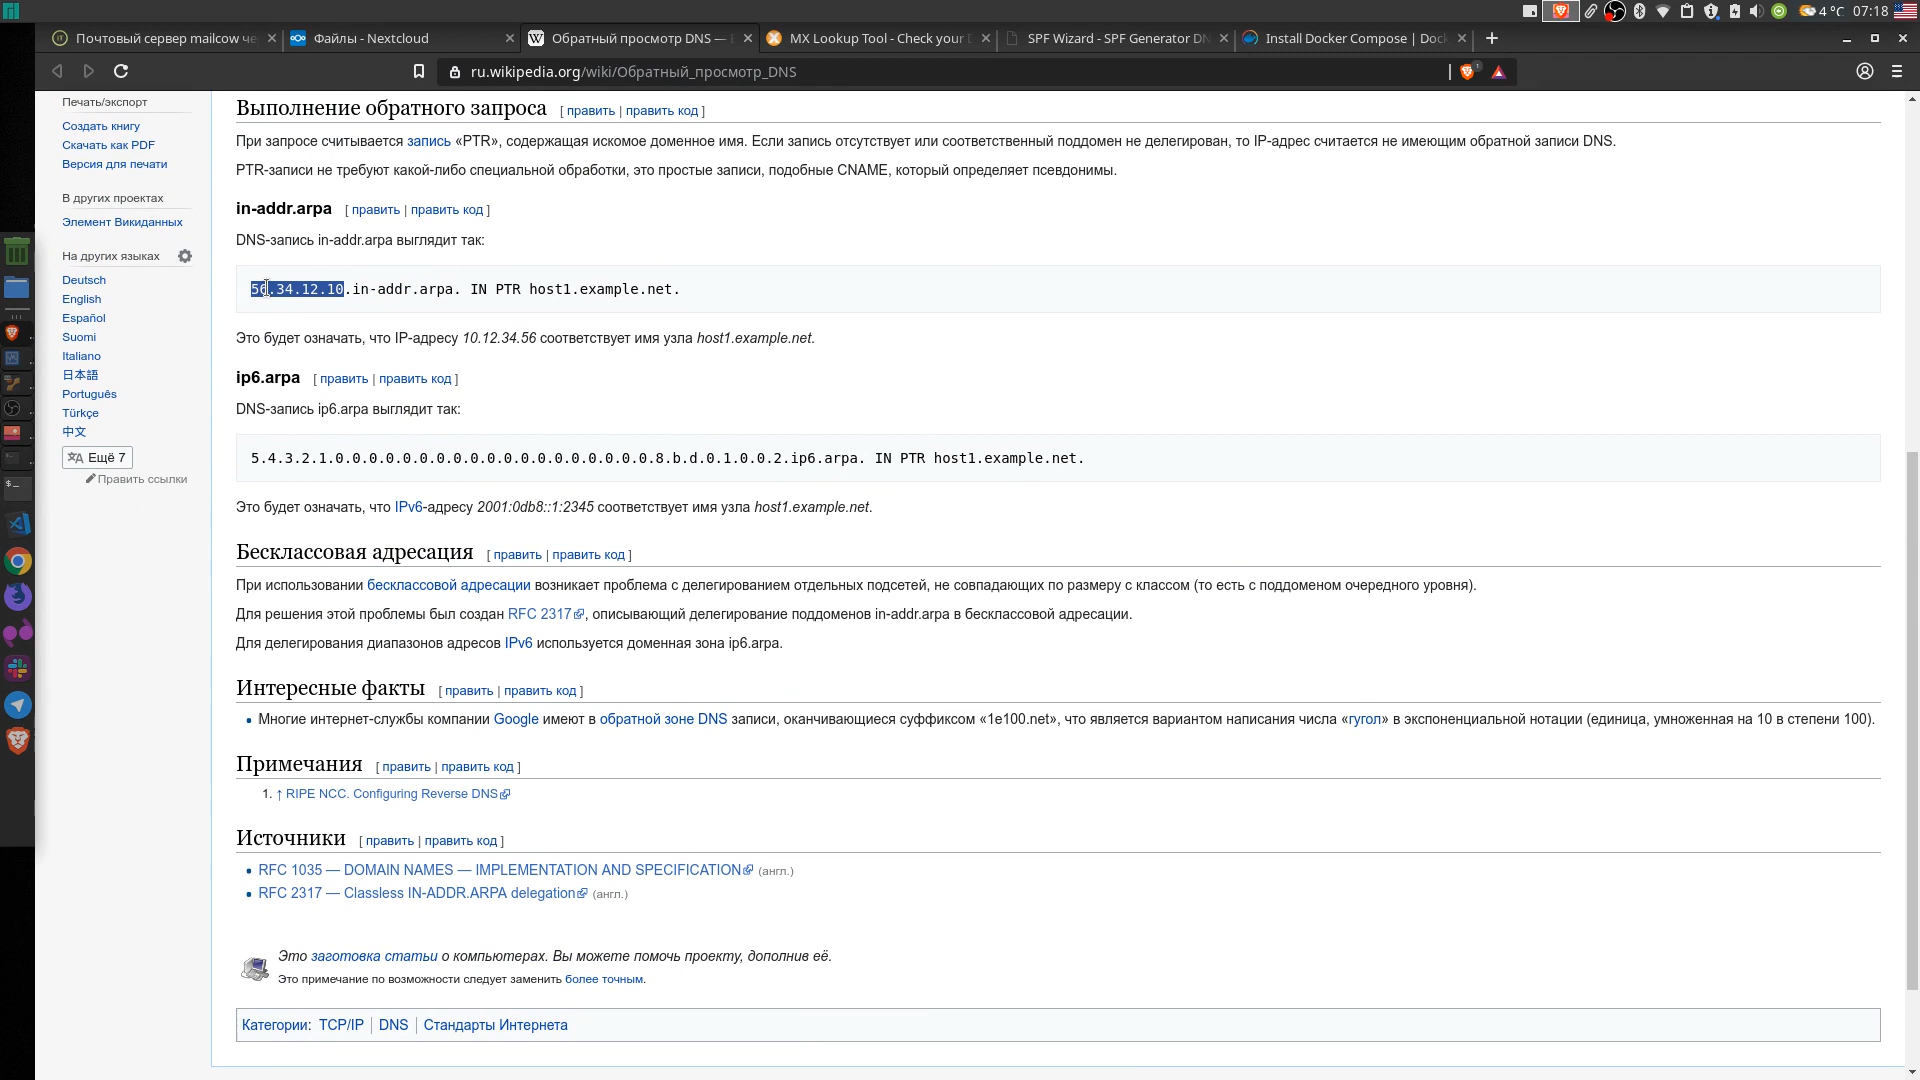 4 °C 07:18
Почтовый сервер mailcow че
Файлы - Nextcloud
Обратный просмотр DNS —
MX Lookup Tool - Check your D
SPF Wizard - SPF Generator DN
Install Docker Compose | Dock
ru.wikipedia.org/wiki/Обратный_просмотр_DNS
Печать/экспорт
Создать книгу
Скачать как PDF
Версия для печати
В других проектах
Элемент Викиданных
На других языках
Deutsch
English
Español
Suomi
Italiano
日本語
Português
Türkçe
中文
Ещё 7
Править ссылки
Выполнение обратного запроса [ править | править код ]
При запросе считывается запись «PTR», содержащая искомое доменное имя. Если запись отсутствует или соответственный поддомен не делегирован, то IP-адрес считается не имеющим обратной записи DNS.
PTR-записи не требуют какой-либо специальной обработки, это простые записи, подобные CNAME, который определяет псевдонимы.
in-addr.arpa [ править | править код ]
DNS-запись in-addr.arpa выглядит так:
56.34.12.10.in-addr.arpa. IN PTR host1.example.net.
Это будет означать, что IP-адресу 10.12.34.56 соответствует имя узла host1.example.net.
ip6.arpa [ править | править код ]
DNS-запись ip6.arpa выглядит так:
5.4.3.2.1.0.0.0.0.0.0.0.0.0.0.0.0.0.0.0.0.0.0.0.8.b.d.0.1.0.0.2.ip6.arpa. IN PTR host1.example.net.
Это будет означать, что IPv6-адресу 2001:0db8::1:2345 соответствует имя узла host1.example.net.
Бесклассовая адресация [ править | править код ]
При использовании бесклассовой адресации возникает проблема с делегированием отдельных подсетей, не совпадающих по размеру с классом (то есть с поддоменом очередного уровня).
Для решения этой проблемы был создан RFC 2317, описывающий делегирование поддоменов in-addr.arpa в бесклассовой адресации.
Для делегирования диапазонов адресов IPv6 используется доменная зона ip6.arpa.
Интересные факты [ править | править код ]
Многие интернет-службы компании Google имеют в обратной зоне DNS записи, оканчивающиеся суффиксом «1e100.net», что является вариантом написания числа «гугол» в экспоненциальной нотации (единица, умноженная на 10 в степени 100).
Примечания [ править | править код ]
1. ↑ RIPE NCC. Configuring Reverse DNS
Источники [ править | править код ]
RFC 1035 — DOMAIN NAMES — IMPLEMENTATION AND SPECIFICATION (англ.)
RFC 2317 — Classless IN-ADDR.ARPA delegation (англ.)
Это заготовка статьи о компьютерах. Вы можете помочь проекту, дополнив её.
Это примечание по возможности следует заменить более точным.
Категории: TCP/IP | DNS | Стандарты Интернета